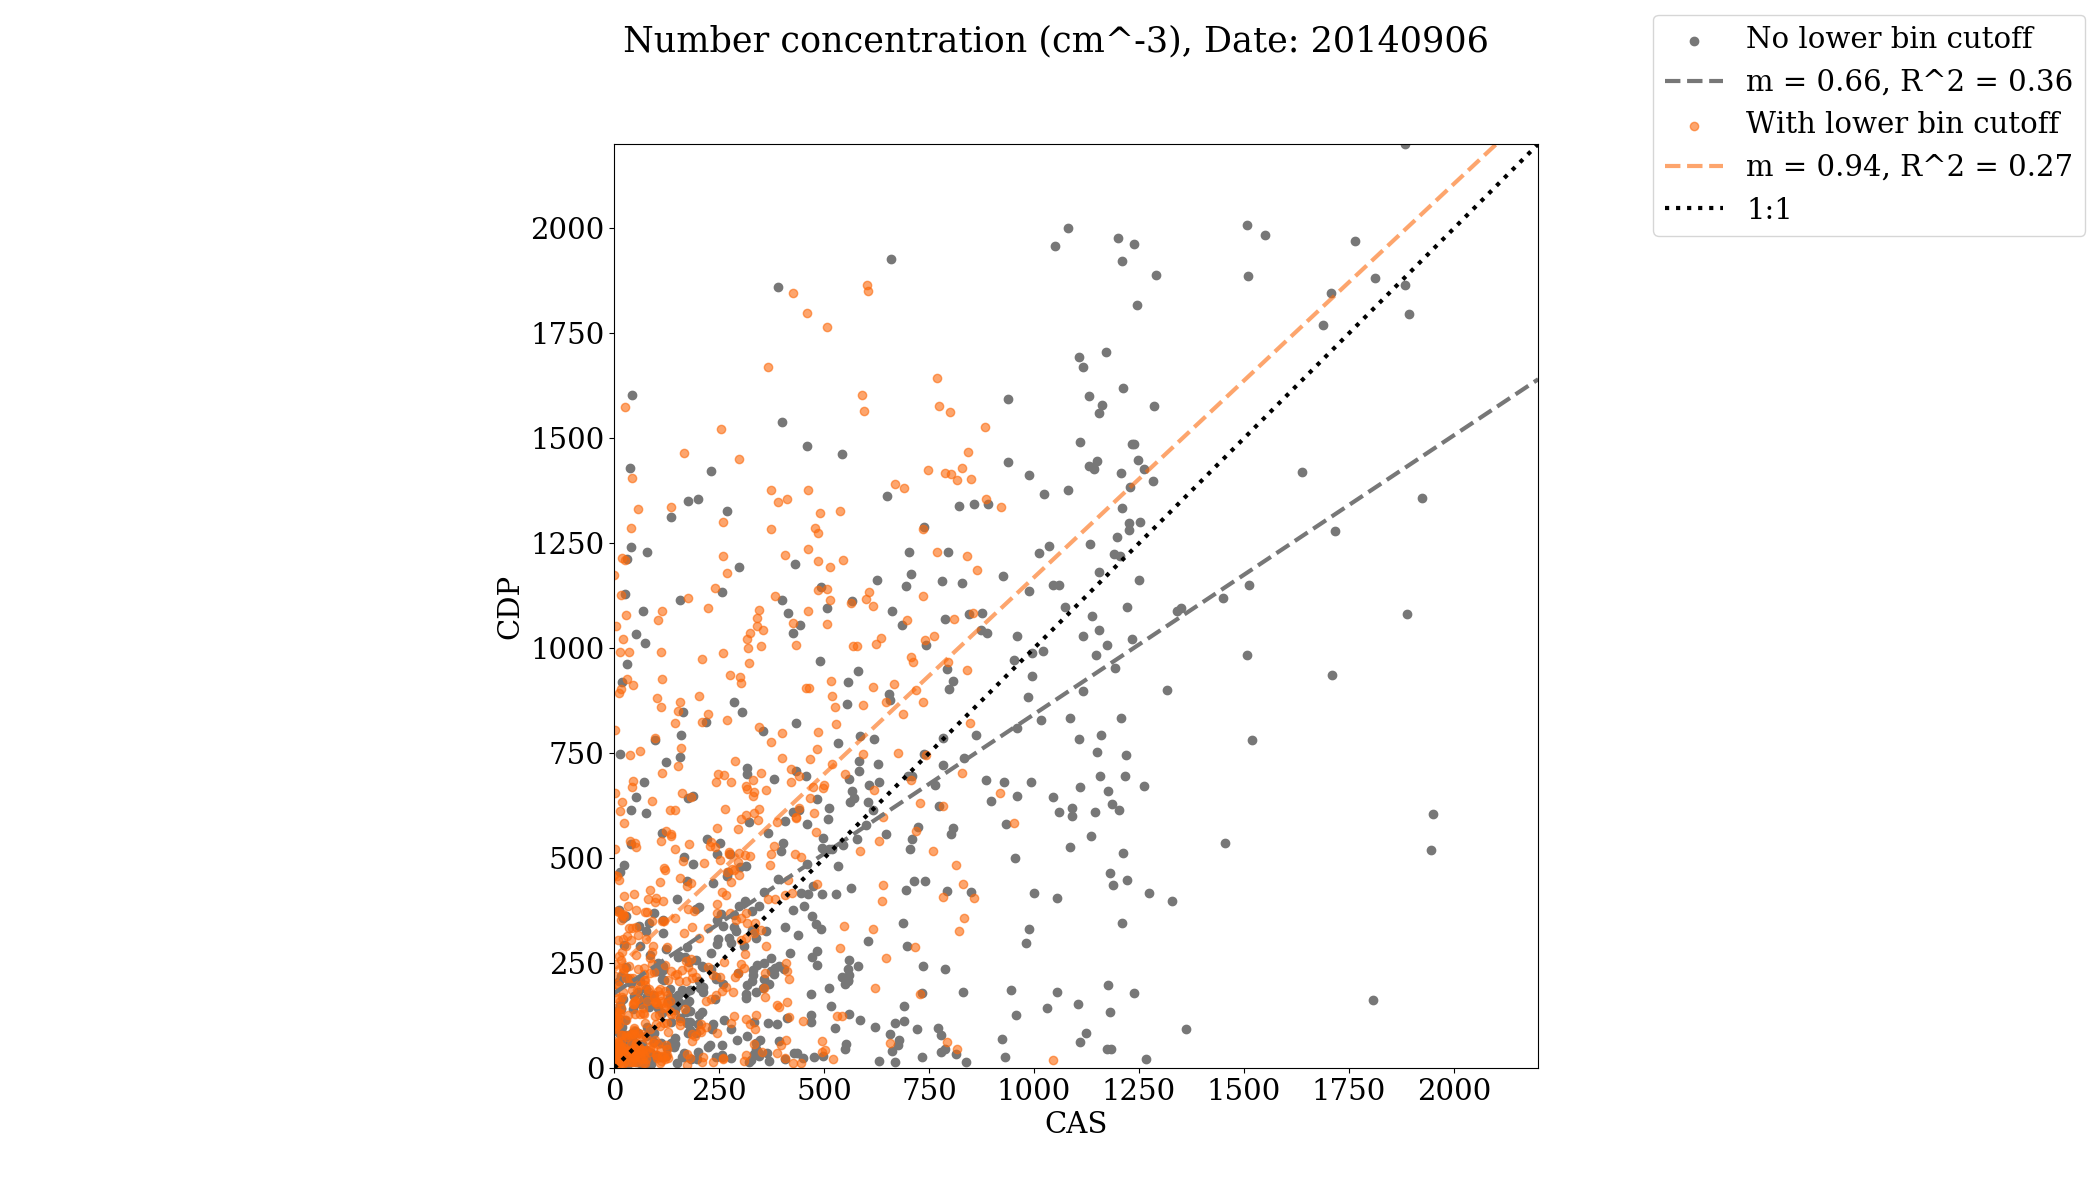 Number concentration (cm^-3), Date: 20140906
No lower bin cutoff
m = 0.66, R^2 = 0.36
With lower bin cutoff
m = 0.94, R^2 = 0.27
1:1
CDP
2000
1750
1500
1250
1000
750
500
250
0
0 250 500 750 1000 1250 1500 1750 2000
CAS